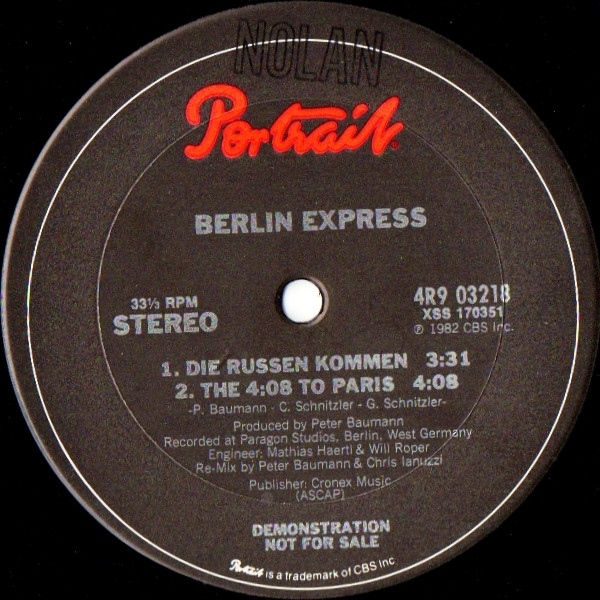 NOLAN
Portrait®
BERLIN EXPRESS
33⅓ RPM
STEREO
4R9 03218
XSS 170351
℗ 1982 CBS Inc.
1. DIE RUSSEN KOMMEN 3:31
2. THE 4:08 TO PARIS 4:08
-P. Baumann - C. Schnitzler - G. Schnitzler-
Produced by Peter Baumann
Recorded at Paragon Studios, Berlin, West Germany
Engineer: Mathias Haertl & Will Roper
Re-Mix by Peter Baumann & Chris Ianuzzi
Publisher: Cronex Music
(ASCAP)
DEMONSTRATION
NOT FOR SALE
Portrait is a trademark of CBS Inc.